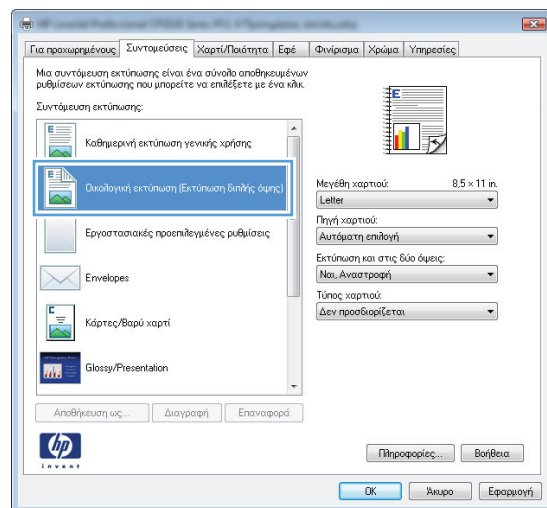 Για προχωρημένους Συντομεύσεις Χαρτί/Ποιότητα Εφέ Φινίρισμα Χρώμα Υπηρεσίες
Μια συντόμευση εκτύπωσης είναι ένα σύνολο αποθηκευμένων
ρυθμίσεων εκτύπωσης που μπορείτε να επιλέξετε με ένα κλικ.
Συντόμευση εκτύπωσης:
Καθημερινή εκτύπωση γενικής χρήσης
Οικολογική εκτύπωση (Εκτύπωση διπλής όψης)
Εργοστασιακές προεπιλεγμένες ρυθμίσεις
Envelopes
Κάρτες/Βαρύ χαρτί
Glossy/Presentation
Αποθήκευση ως... Διαγραφή Επαναφορά
E
Μεγέθη χαρτιού: 8,5 × 11 in.
Letter
Πηγή χαρτιού:
Αυτόματη επιλογή
Εκτύπωση και στις δύο όψεις:
Ναι, Αναστροφή
Τύπος χαρτιού:
Δεν προσδιορίζεται
hp
invent
Πληροφορίες... Βοήθεια
OK Άκυρο Εφαρμογή